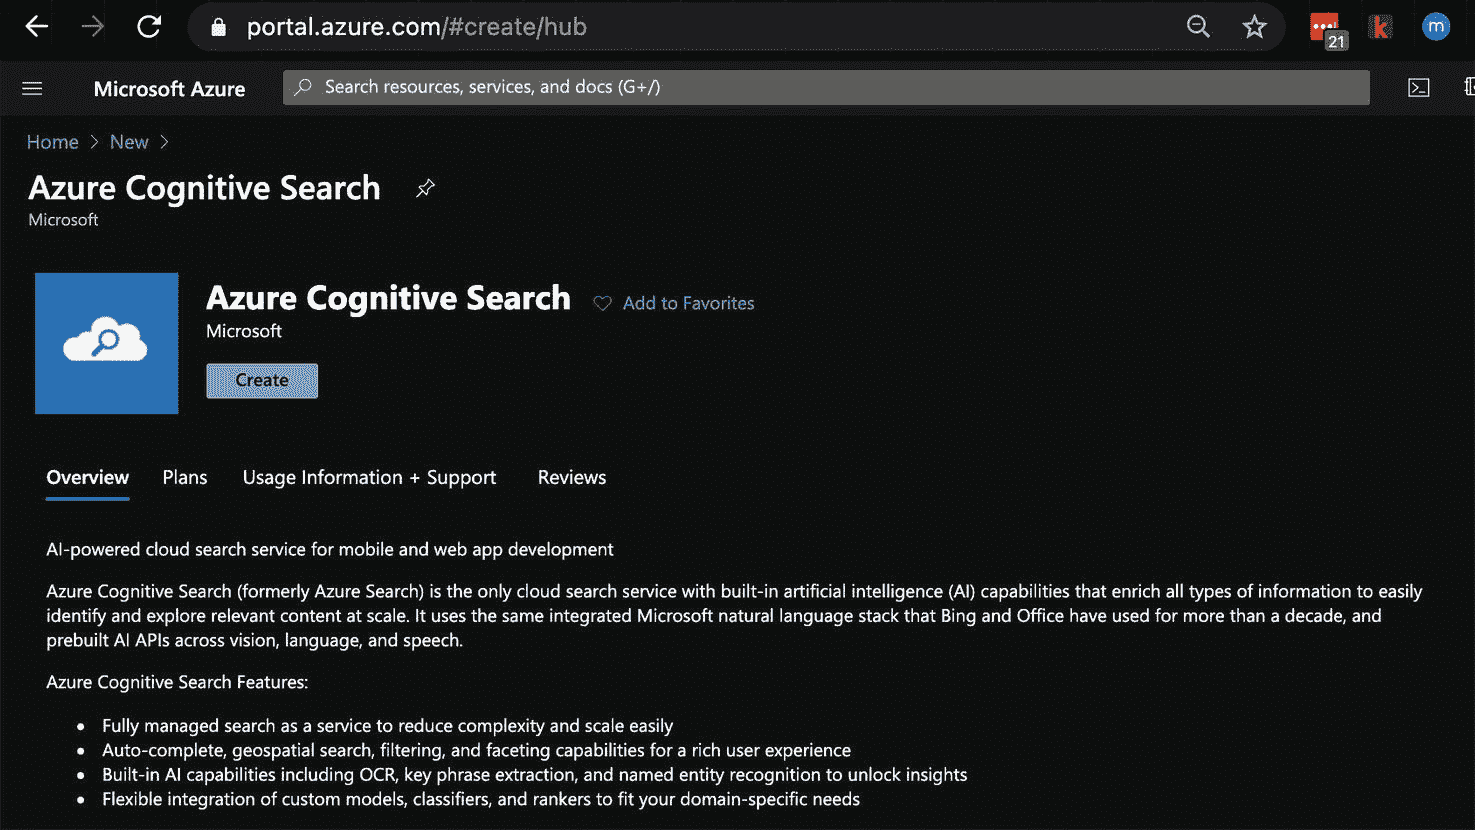 portal.azure.com/#create/hub
21
m
Microsoft Azure
Search resources, services, and docs (G+/)
Home > New >
Azure Cognitive Search
Microsoft
Azure Cognitive Search
Add to Favorites
Microsoft
Create
Overview Plans Usage Information + Support Reviews
AI-powered cloud search service for mobile and web app development
Azure Cognitive Search (formerly Azure Search) is the only cloud search service with built-in artificial intelligence (AI) capabilities that enrich all types of information to easily
identify and explore relevant content at scale. It uses the same integrated Microsoft natural language stack that Bing and Office have used for more than a decade, and
prebuilt AI APIs across vision, language, and speech.
Azure Cognitive Search Features:
• Fully managed search as a service to reduce complexity and scale easily
• Auto-complete, geospatial search, filtering, and faceting capabilities for a rich user experience
• Built-in AI capabilities including OCR, key phrase extraction, and named entity recognition to unlock insights
• Flexible integration of custom models, classifiers, and rankers to fit your domain-specific needs